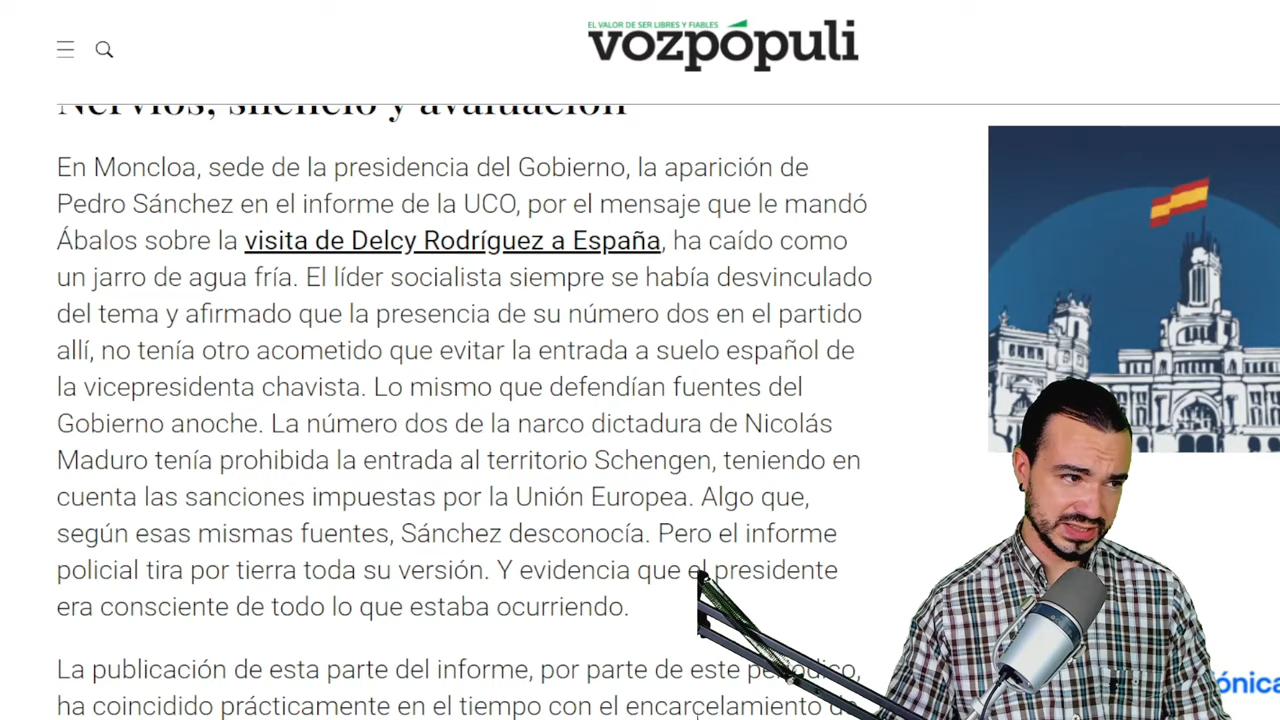 EL VALOR DE SER LIBRES Y FIABLES
vozpópuli
Nervios, silencio y avaluación
En Moncloa, sede de la presidencia del Gobierno, la aparición de
Pedro Sánchez en el informe de la UCO, por el mensaje que le mandó
Ábalos sobre la visita de Delcy Rodríguez a España, ha caído como
un jarro de agua fría. El líder socialista siempre se había desvinculado
del tema y afirmado que la presencia de su número dos en el partido
allí, no tenía otro acometido que evitar la entrada a suelo español de
la vicepresidenta chavista. Lo mismo que defendían fuentes del
Gobierno anoche. La número dos de la narco dictadura de Nicolás
Maduro tenía prohibida la entrada al territorio Schengen, teniendo en
cuenta las sanciones impuestas por la Unión Europea. Algo que,
según esas mismas fuentes, Sánchez desconocía. Pero el informe
policial tira por tierra toda su versión. Y evidencia que el presidente
era consciente de todo lo que estaba ocurriendo.
La publicación de esta parte del informe, por parte de este periódico,
ha coincidido prácticamente en el tiempo con el encarcelamiento de